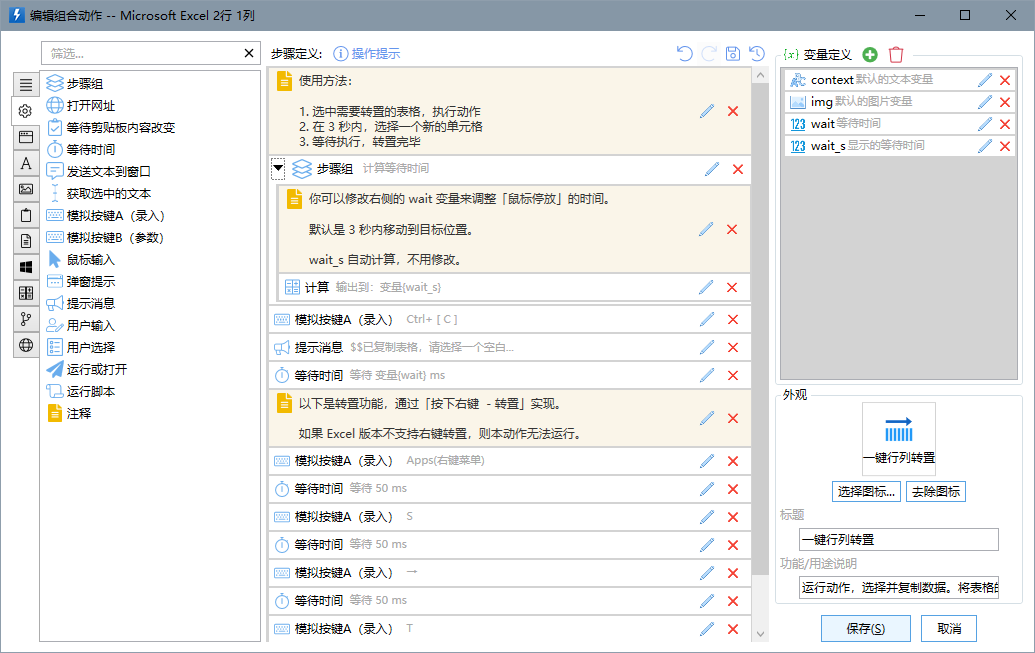 编辑组合动作 -- Microsoft Excel 2行 1列
筛选...
步骤组
打开网址
等待剪贴板内容改变
等待时间
发送文本到窗口
获取选中的文本
模拟按键A（录入）
模拟按键B（参数）
鼠标输入
弹窗提示
提示消息
用户输入
用户选择
运行或打开
运行脚本
注释
步骤定义: 操作提示
使用方法:
1. 选中需要转置的表格，执行动作
2. 在 3 秒内，选择一个新的单元格
3. 等待执行，转置完毕
步骤组 计算等待时间
你可以修改右侧的 wait 变量来调整「鼠标停放」的时间。
默认是 3 秒内移动到目标位置。
wait_s 自动计算，不用修改。
计算 输出到: 变量{wait_s}
模拟按键A（录入） Ctrl+ [ C ]
提示消息 $$已复制表格，请选择一个空白...
等待时间 等待 变量{wait} ms
以下是转置功能，通过「按下右键 - 转置」实现。
如果 Excel 版本不支持右键转置，则本动作无法运行。
模拟按键A（录入） Apps(右键菜单)
等待时间 等待 50 ms
模拟按键A（录入） S
等待时间 等待 50 ms
模拟按键A（录入） →
等待时间 等待 50 ms
模拟按键A（录入） T
{x} 变量定义
context 默认的文本变量
img 默认的图片变量
123 wait 等待时间
123 wait_s 显示的等待时间
外观
一键行列转置
选择图标... 去除图标
标题
一键行列转置
功能/用途说明
运行动作，选择并复制数据。将表格的
保存(S) 取消